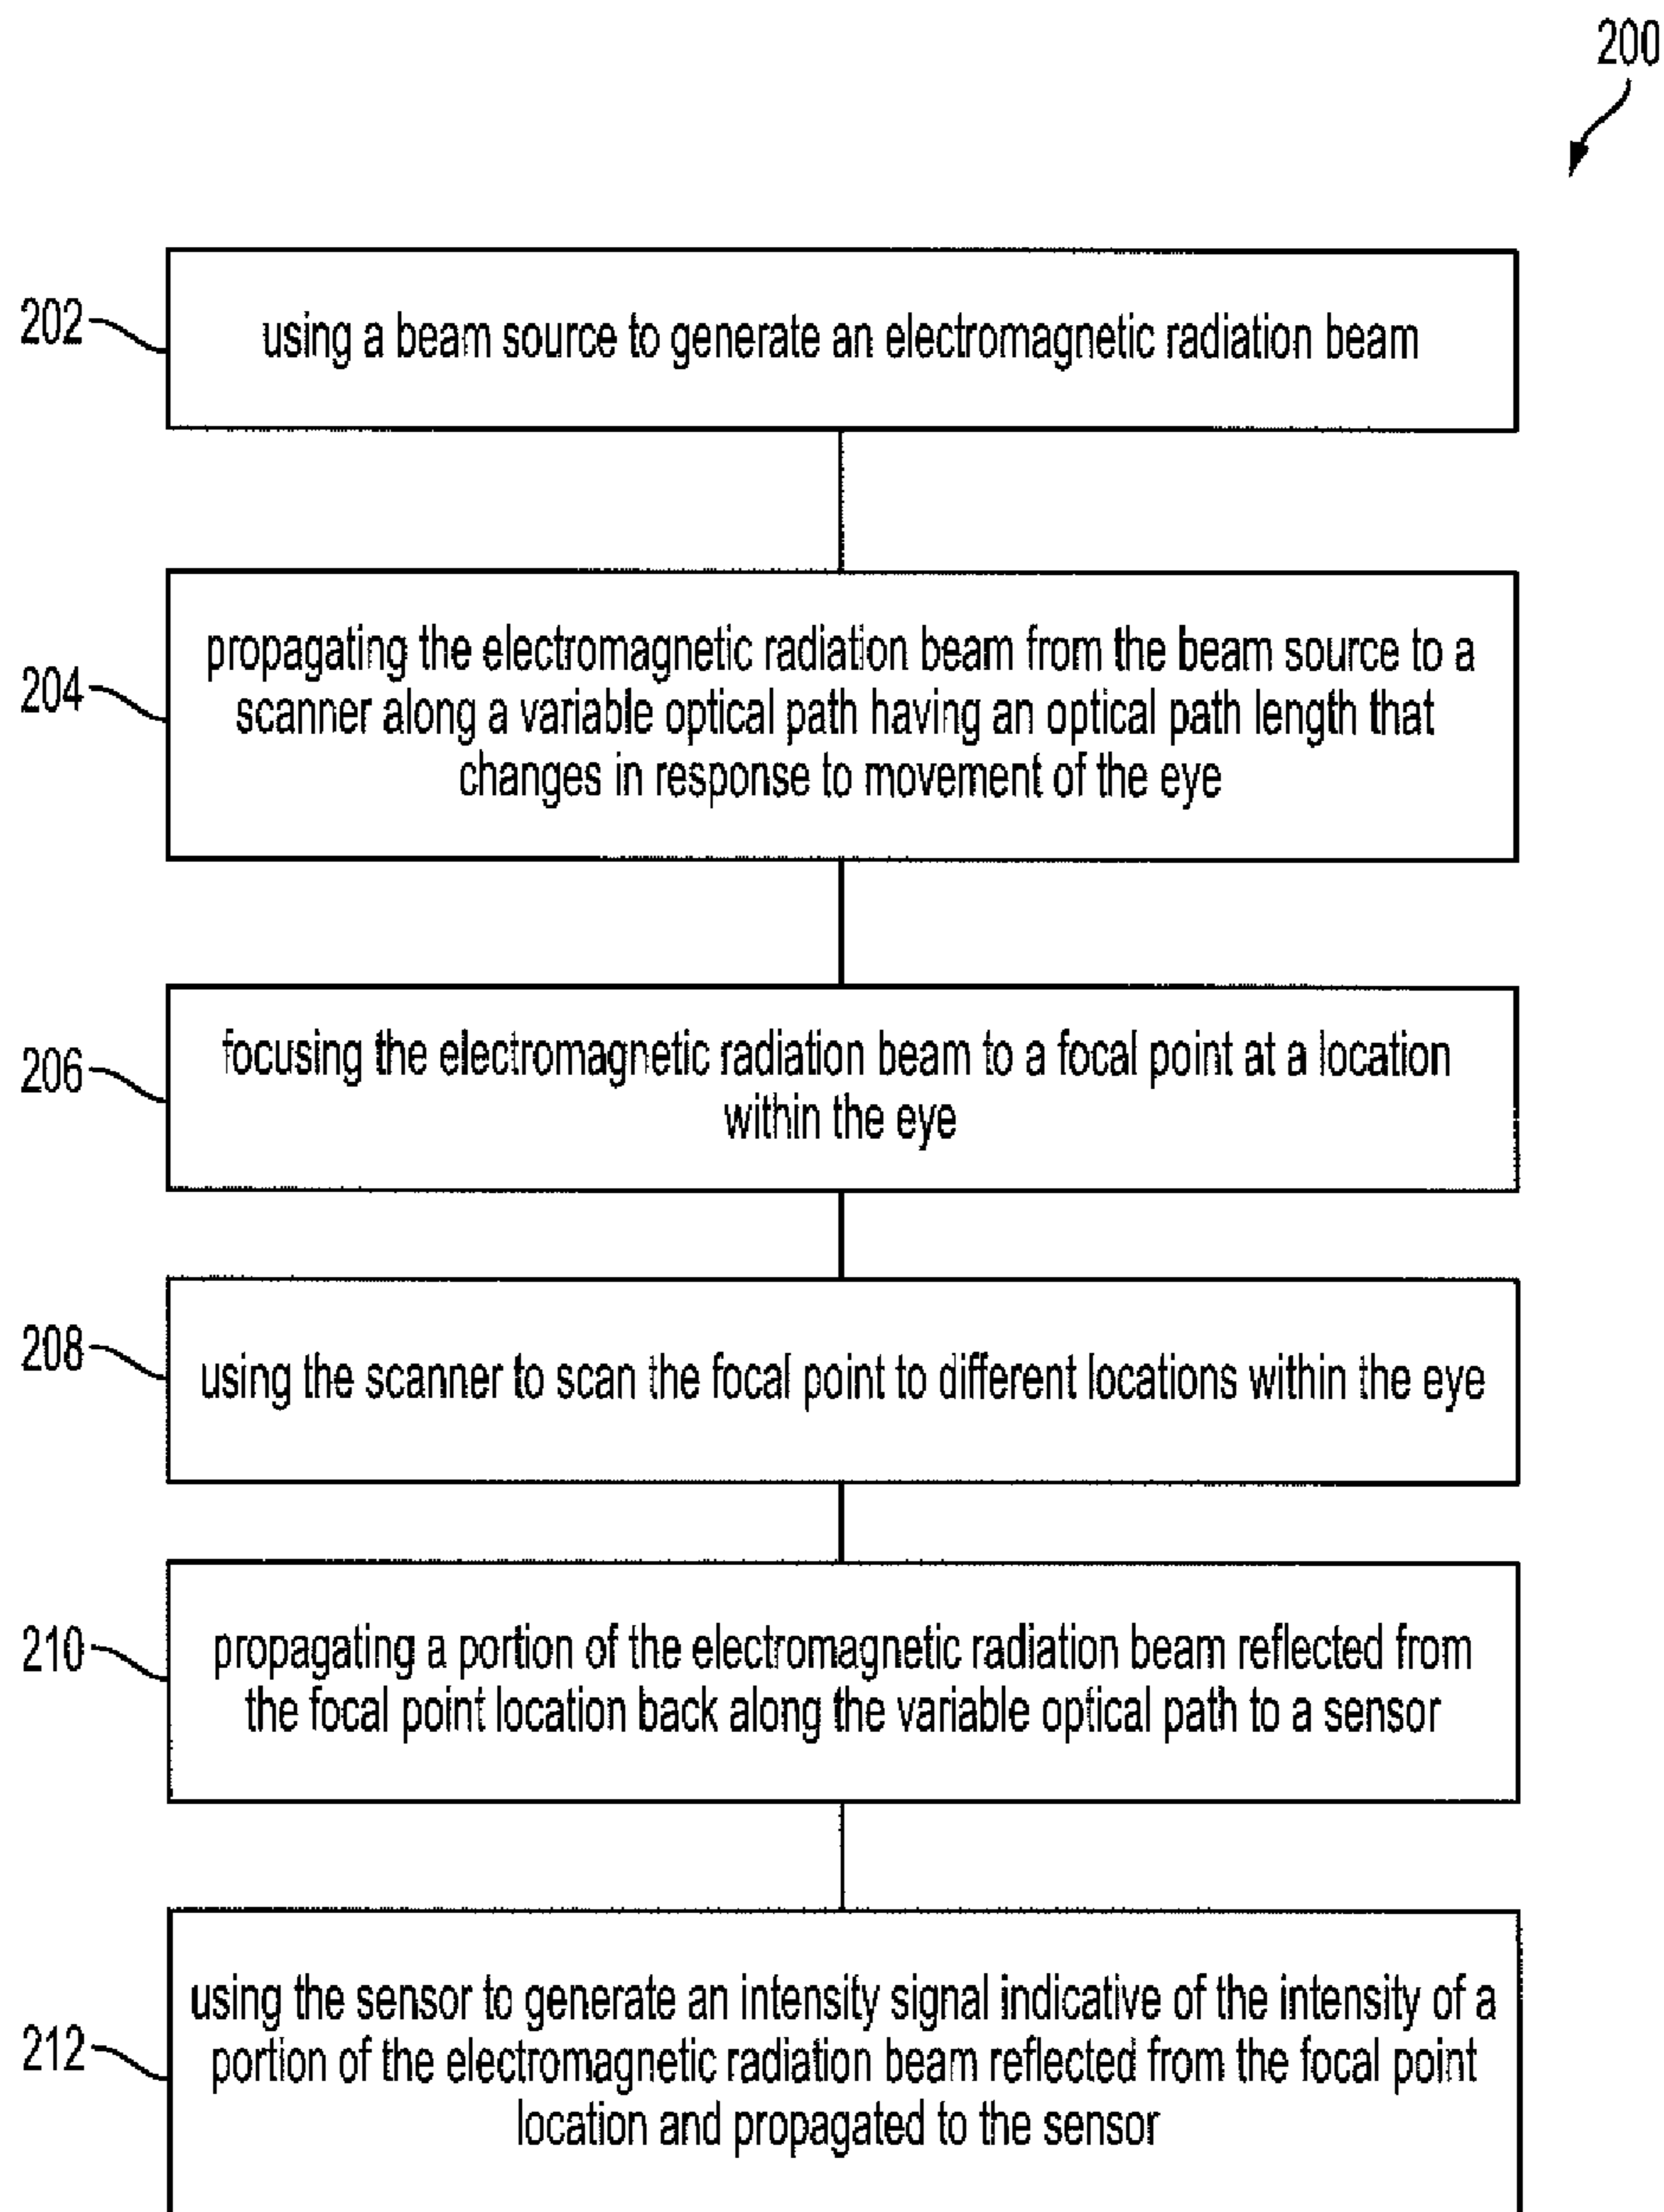 200
202
using a beam source to generate an electromagnetic radiation beam
204
propagating the electromagnetic radiation beam from the beam source to a
scanner along a variable optical path having an optical path length that
changes in response to movement of the eye
206
focusing the electromagnetic radiation beam to a focal point at a location
within the eye
208
using the scanner to scan the focal point to different locations within the eye
210
propagating a portion of the electromagnetic radiation beam reflected from
the focal point location back along the variable optical path to a sensor
212
using the sensor to generate an intensity signal indicative of the intensity of a
portion of the electromagnetic radiation beam reflected from the focal point
location and propagated to the sensor